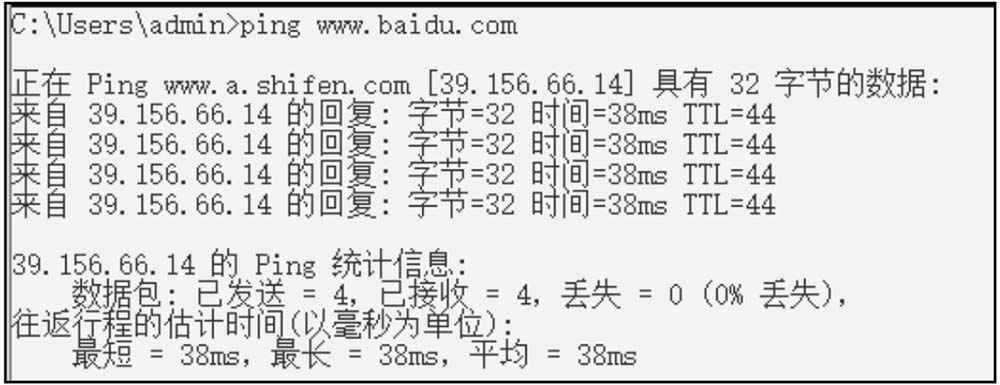 C:\Users\admin>ping www.baidu.com
正在 Ping www.a.shifen.com [39.156.66.14] 具有 32 字节的数据:
来自 39.156.66.14 的回复: 字节=32 时间=38ms TTL=44
来自 39.156.66.14 的回复: 字节=32 时间=38ms TTL=44
来自 39.156.66.14 的回复: 字节=32 时间=38ms TTL=44
来自 39.156.66.14 的回复: 字节=32 时间=38ms TTL=44
39.156.66.14 的 Ping 统计信息:
数据包: 已发送 = 4, 已接收 = 4, 丢失 = 0 (0% 丢失),
往返行程的估计时间(以毫秒为单位):
最短 = 38ms, 最长 = 38ms, 平均 = 38ms